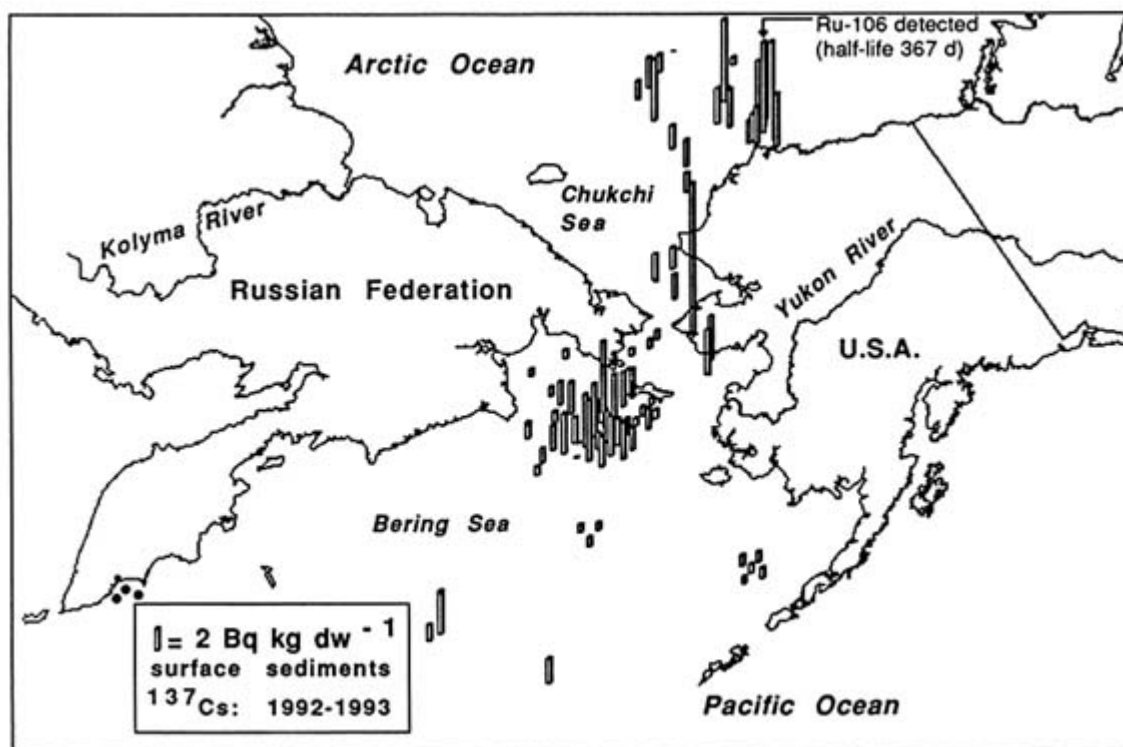 Ru-106 detected
(half-life 367 d)
Arctic Ocean
Chukchi
Sea
Kolyma River
Yukon River
Russian Federation
U.S.A.
Bering Sea
= 2 Bq kg dw⁻¹
surface sediments
¹³⁷Cs: 1992-1993
Pacific Ocean